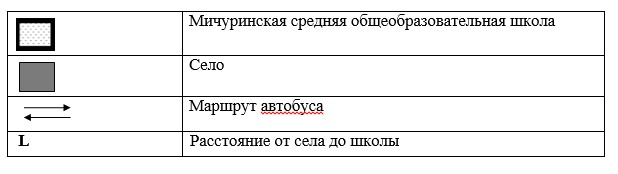 Мичуринская средняя общеобразовательная школа
Село
Маршрут автобуса
L Расстояние от села до школы